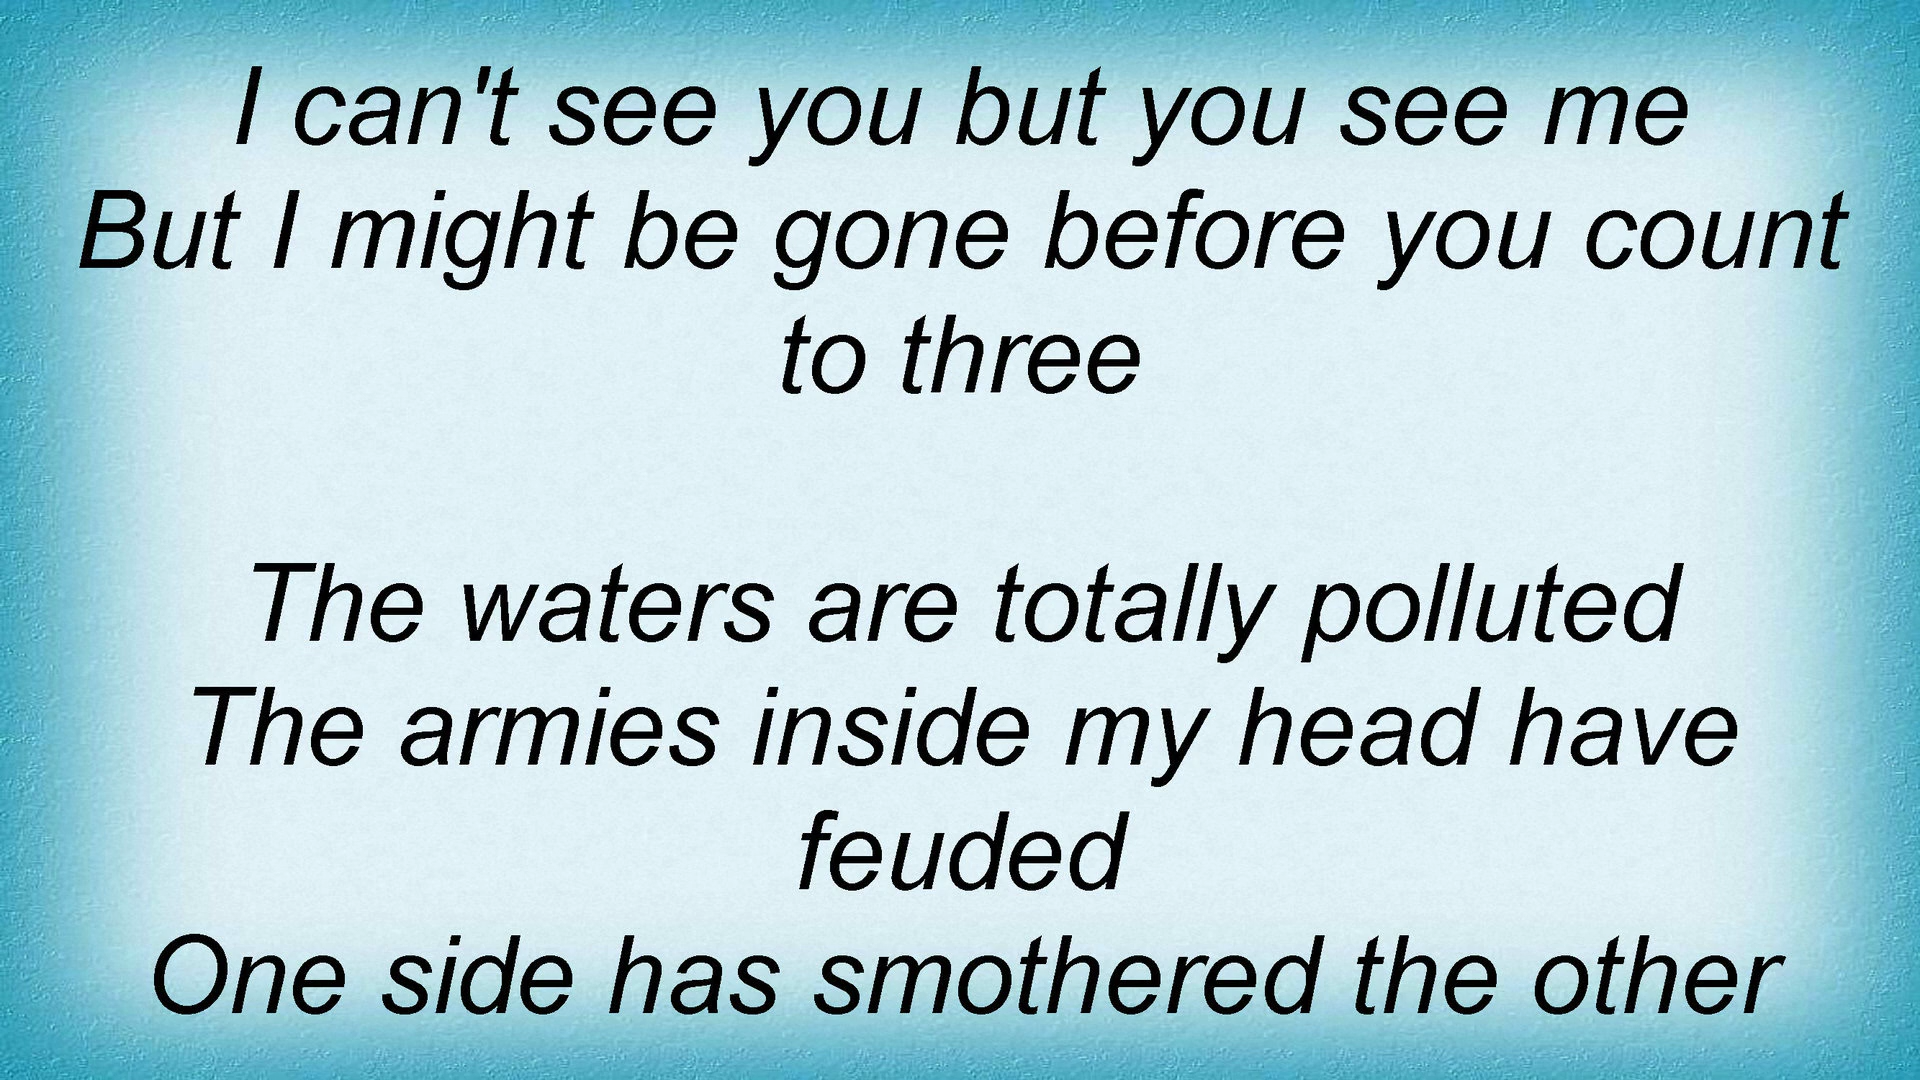 I can't see you but you see me
But I might be gone before you count
to three
The waters are totally polluted
The armies inside my head have
feuded
One side has smothered the other